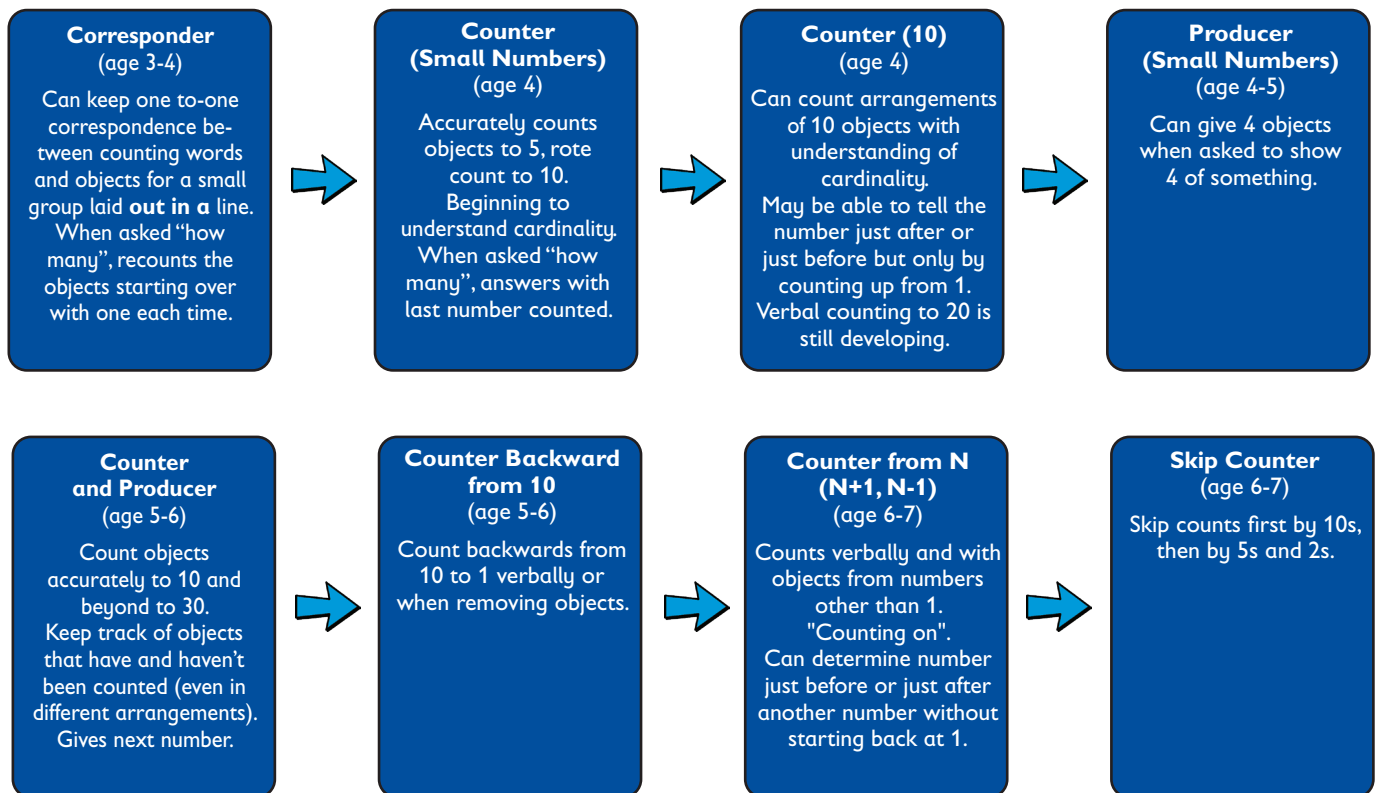 Corresponder
(age 3-4)
Can keep one to-one
correspondence be-
tween counting words
and objects for a small
group laid out in a line.
When asked “how
many”, recounts the
objects starting over
with one each time.
Counter
(Small Numbers)
(age 4)
Accurately counts
objects to 5, rote
count to 10.
Beginning to
understand cardinality.
When asked “how
many”, answers with
last number counted.
Counter (10)
(age 4)
Can count arrangements
of 10 objects with
understanding of
cardinality.
May be able to tell the
number just after or
just before but only by
counting up from 1.
Verbal counting to 20 is
still developing.
Producer
(Small Numbers)
(age 4-5)
Can give 4 objects
when asked to show
4 of something.
Counter
and Producer
(age 5-6)
Count objects
accurately to 10 and
beyond to 30.
Keep track of objects
that have and haven’t
been counted (even in
different arrangements).
Gives next number.
Counter Backward
from 10
(age 5-6)
Count backwards from
10 to 1 verbally or
when removing objects.
Counter from N
(N+1, N-1)
(age 6-7)
Counts verbally and with
objects from numbers
other than 1.
"Counting on".
Can determine number
just before or just after
another number without
starting back at 1.
Skip Counter
(age 6-7)
Skip counts first by 10s,
then by 5s and 2s.